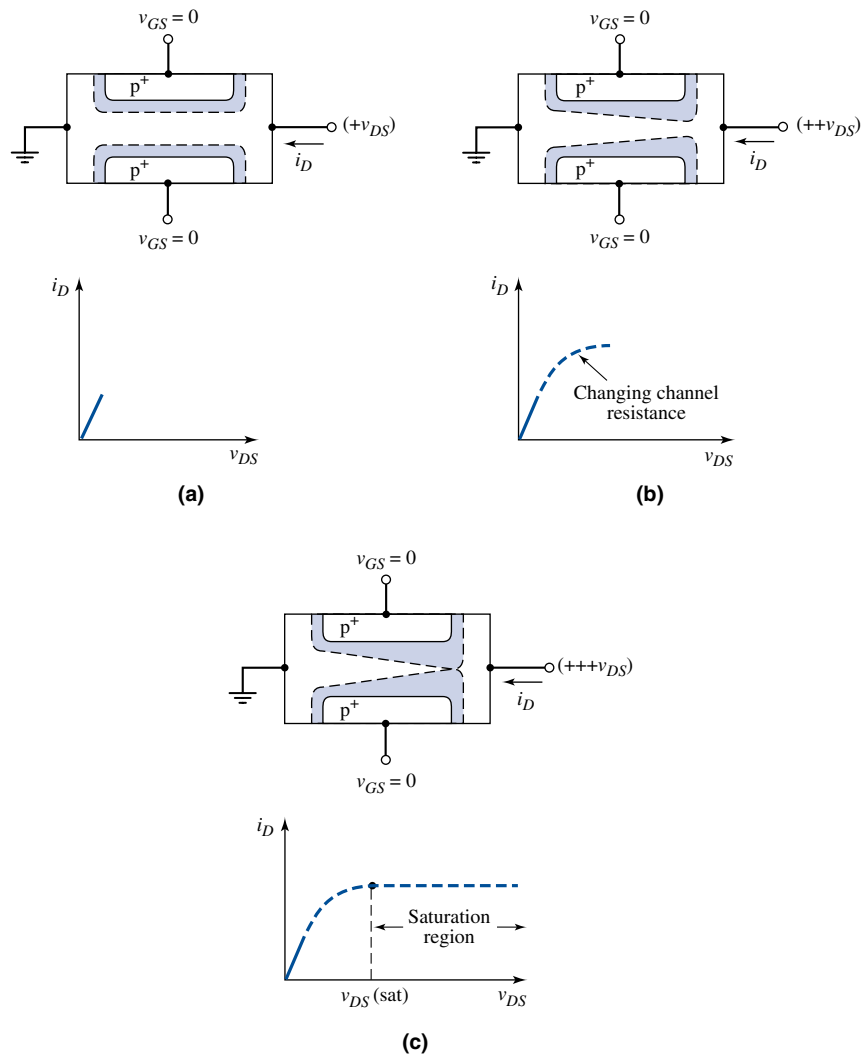 v_GS = 0
v_GS = 0
p+
p+
(+v_DS)
(++v_DS)
i_D
i_D
p+
p+
v_GS = 0
v_GS = 0
i_D
i_D
Changing channel
resistance
v_DS
v_DS
(a)
(b)
v_GS = 0
p+
(+++v_DS)
i_D
p+
v_GS = 0
i_D
Saturation
region
v_DS (sat)
v_DS
(c)